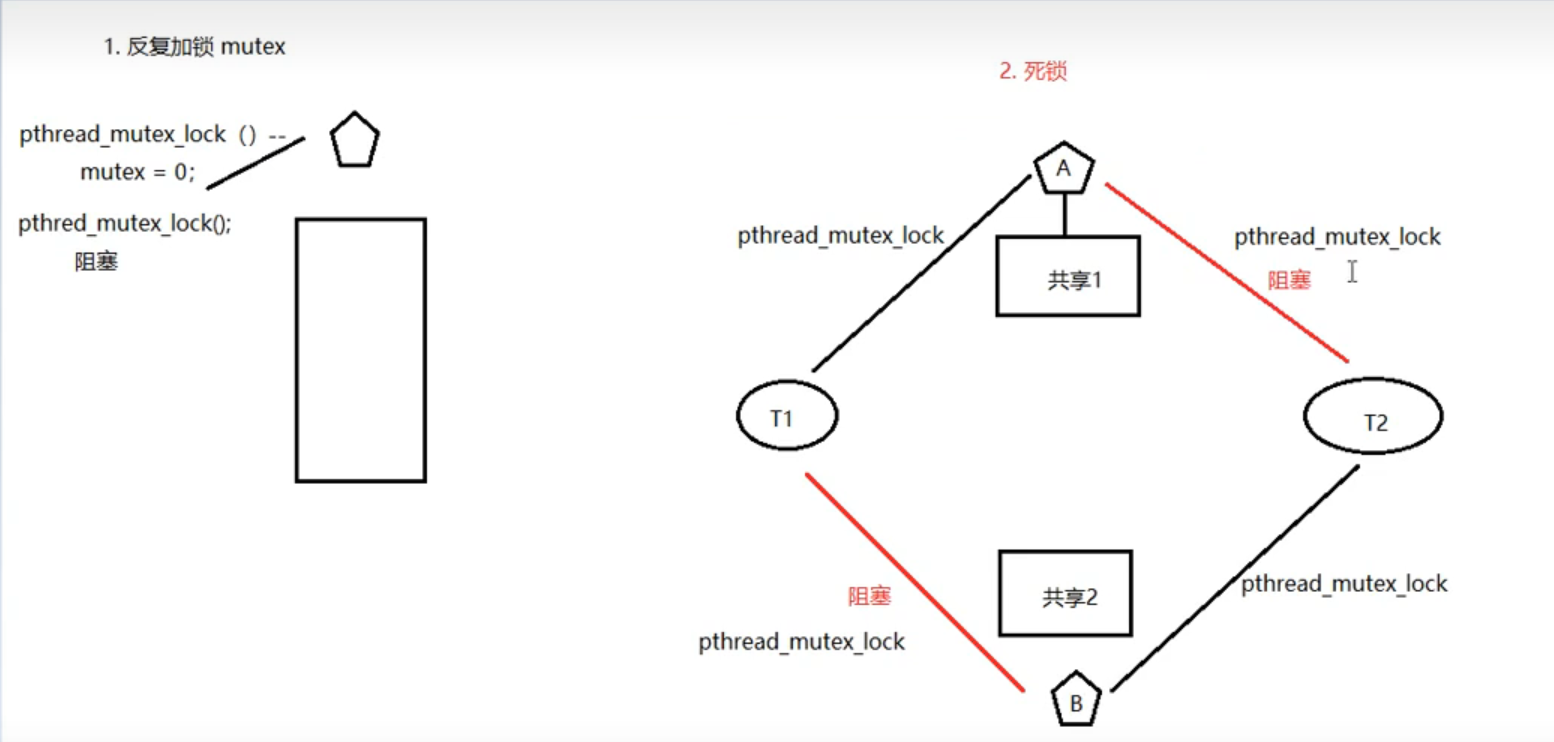 1. 反复加锁 mutex
pthread_mutex_lock () --
mutex = 0;
pthred_mutex_lock();
阻塞
2. 死锁
A
pthread_mutex_lock
pthread_mutex_lock
共享1
阻塞
T1
T2
共享2
pthread_mutex_lock
阻塞
pthread_mutex_lock
B